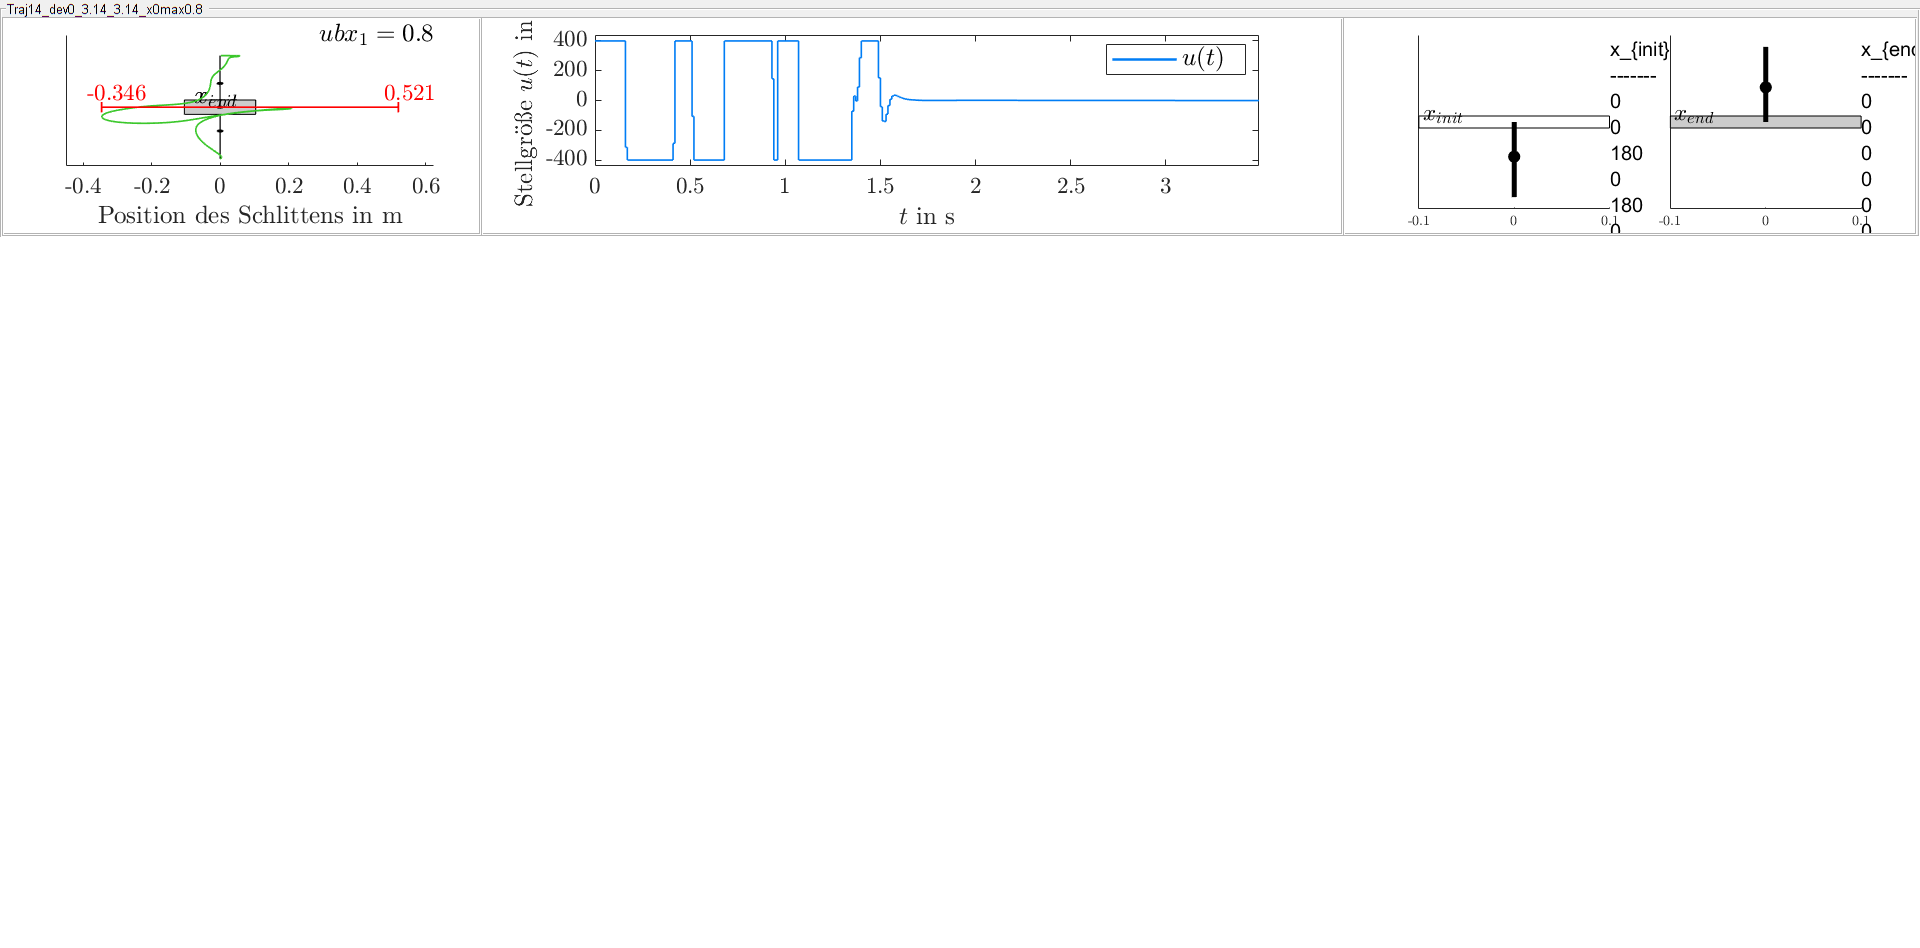 Traj14_dev0_3.14_3.14_x0max0.8
ubx1 = 0.8
-0.346
0.521
xend
-0.4 -0.2 0 0.2 0.4 0.6
Position des Schlittens in m
Stellgröße u(t) in
400
200
0
-200
-400
u(t)
0 0.5 1 1.5 2 2.5 3
t in s
xinit
x_{init}
-------
0
0
180
0
180
0
-0.1 0 0.1
xend
x_{end
-------
0
0
0
0
0
0
-0.1 0 0.1